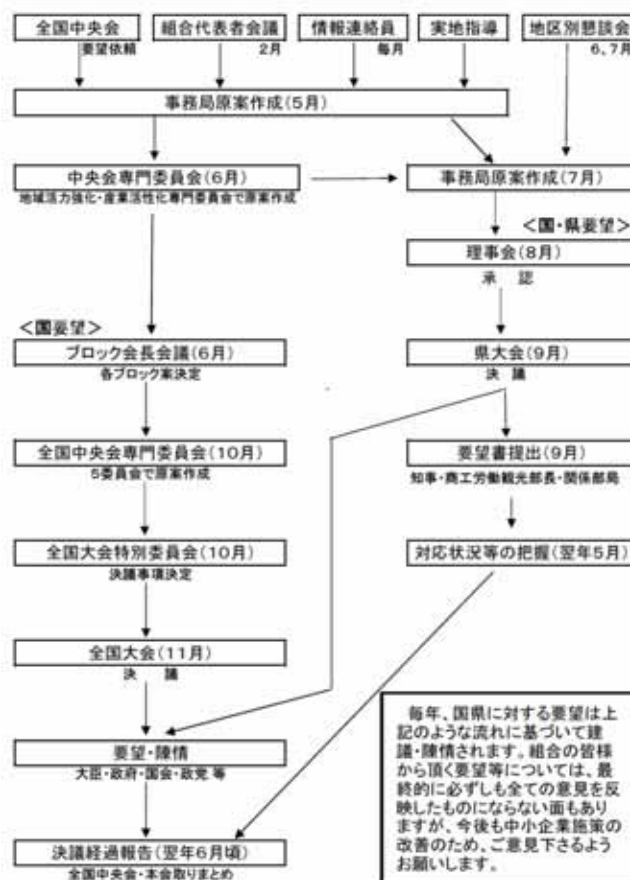 全国中央会
組合代表者会議
情報連絡員
実地指導
地区別懇談会
要望依頼
2月
毎月
6、7月
事務局原案作成(5月)
中央会専門委員会(6月)
事務局原案作成(7月)
地域活力強化・産業活性化専門委員会で原案作成
<国・県要望>
理事会(8月)
承　認
<国要望>
ブロック会長会議(6月)
県大会(9月)
各ブロック案決定
決　議
全国中央会専門委員会(10月)
要望書提出(9月)
5委員会で原案作成
知事・商工労働観光部長・関係部局
全国大会特別委員会(10月)
対応状況等の把握(翌年5月)
決議事項決定
全国大会(11月)
決　議
要望・陳情
大臣・政府・国会・政党 等
決議経過報告(翌年6月頃)
全国中央会・本会取りまとめ
毎年、国県に対する要望は上
記のような流れに基づいて建
議・陳情されます。組合の皆様
から頂く要望等については、最
終的に必ずしも全ての意見を反
映したものにならない面もあり
ますが、今後も中小企業施策の
改善のため、ご意見下さるよう
お願いします。